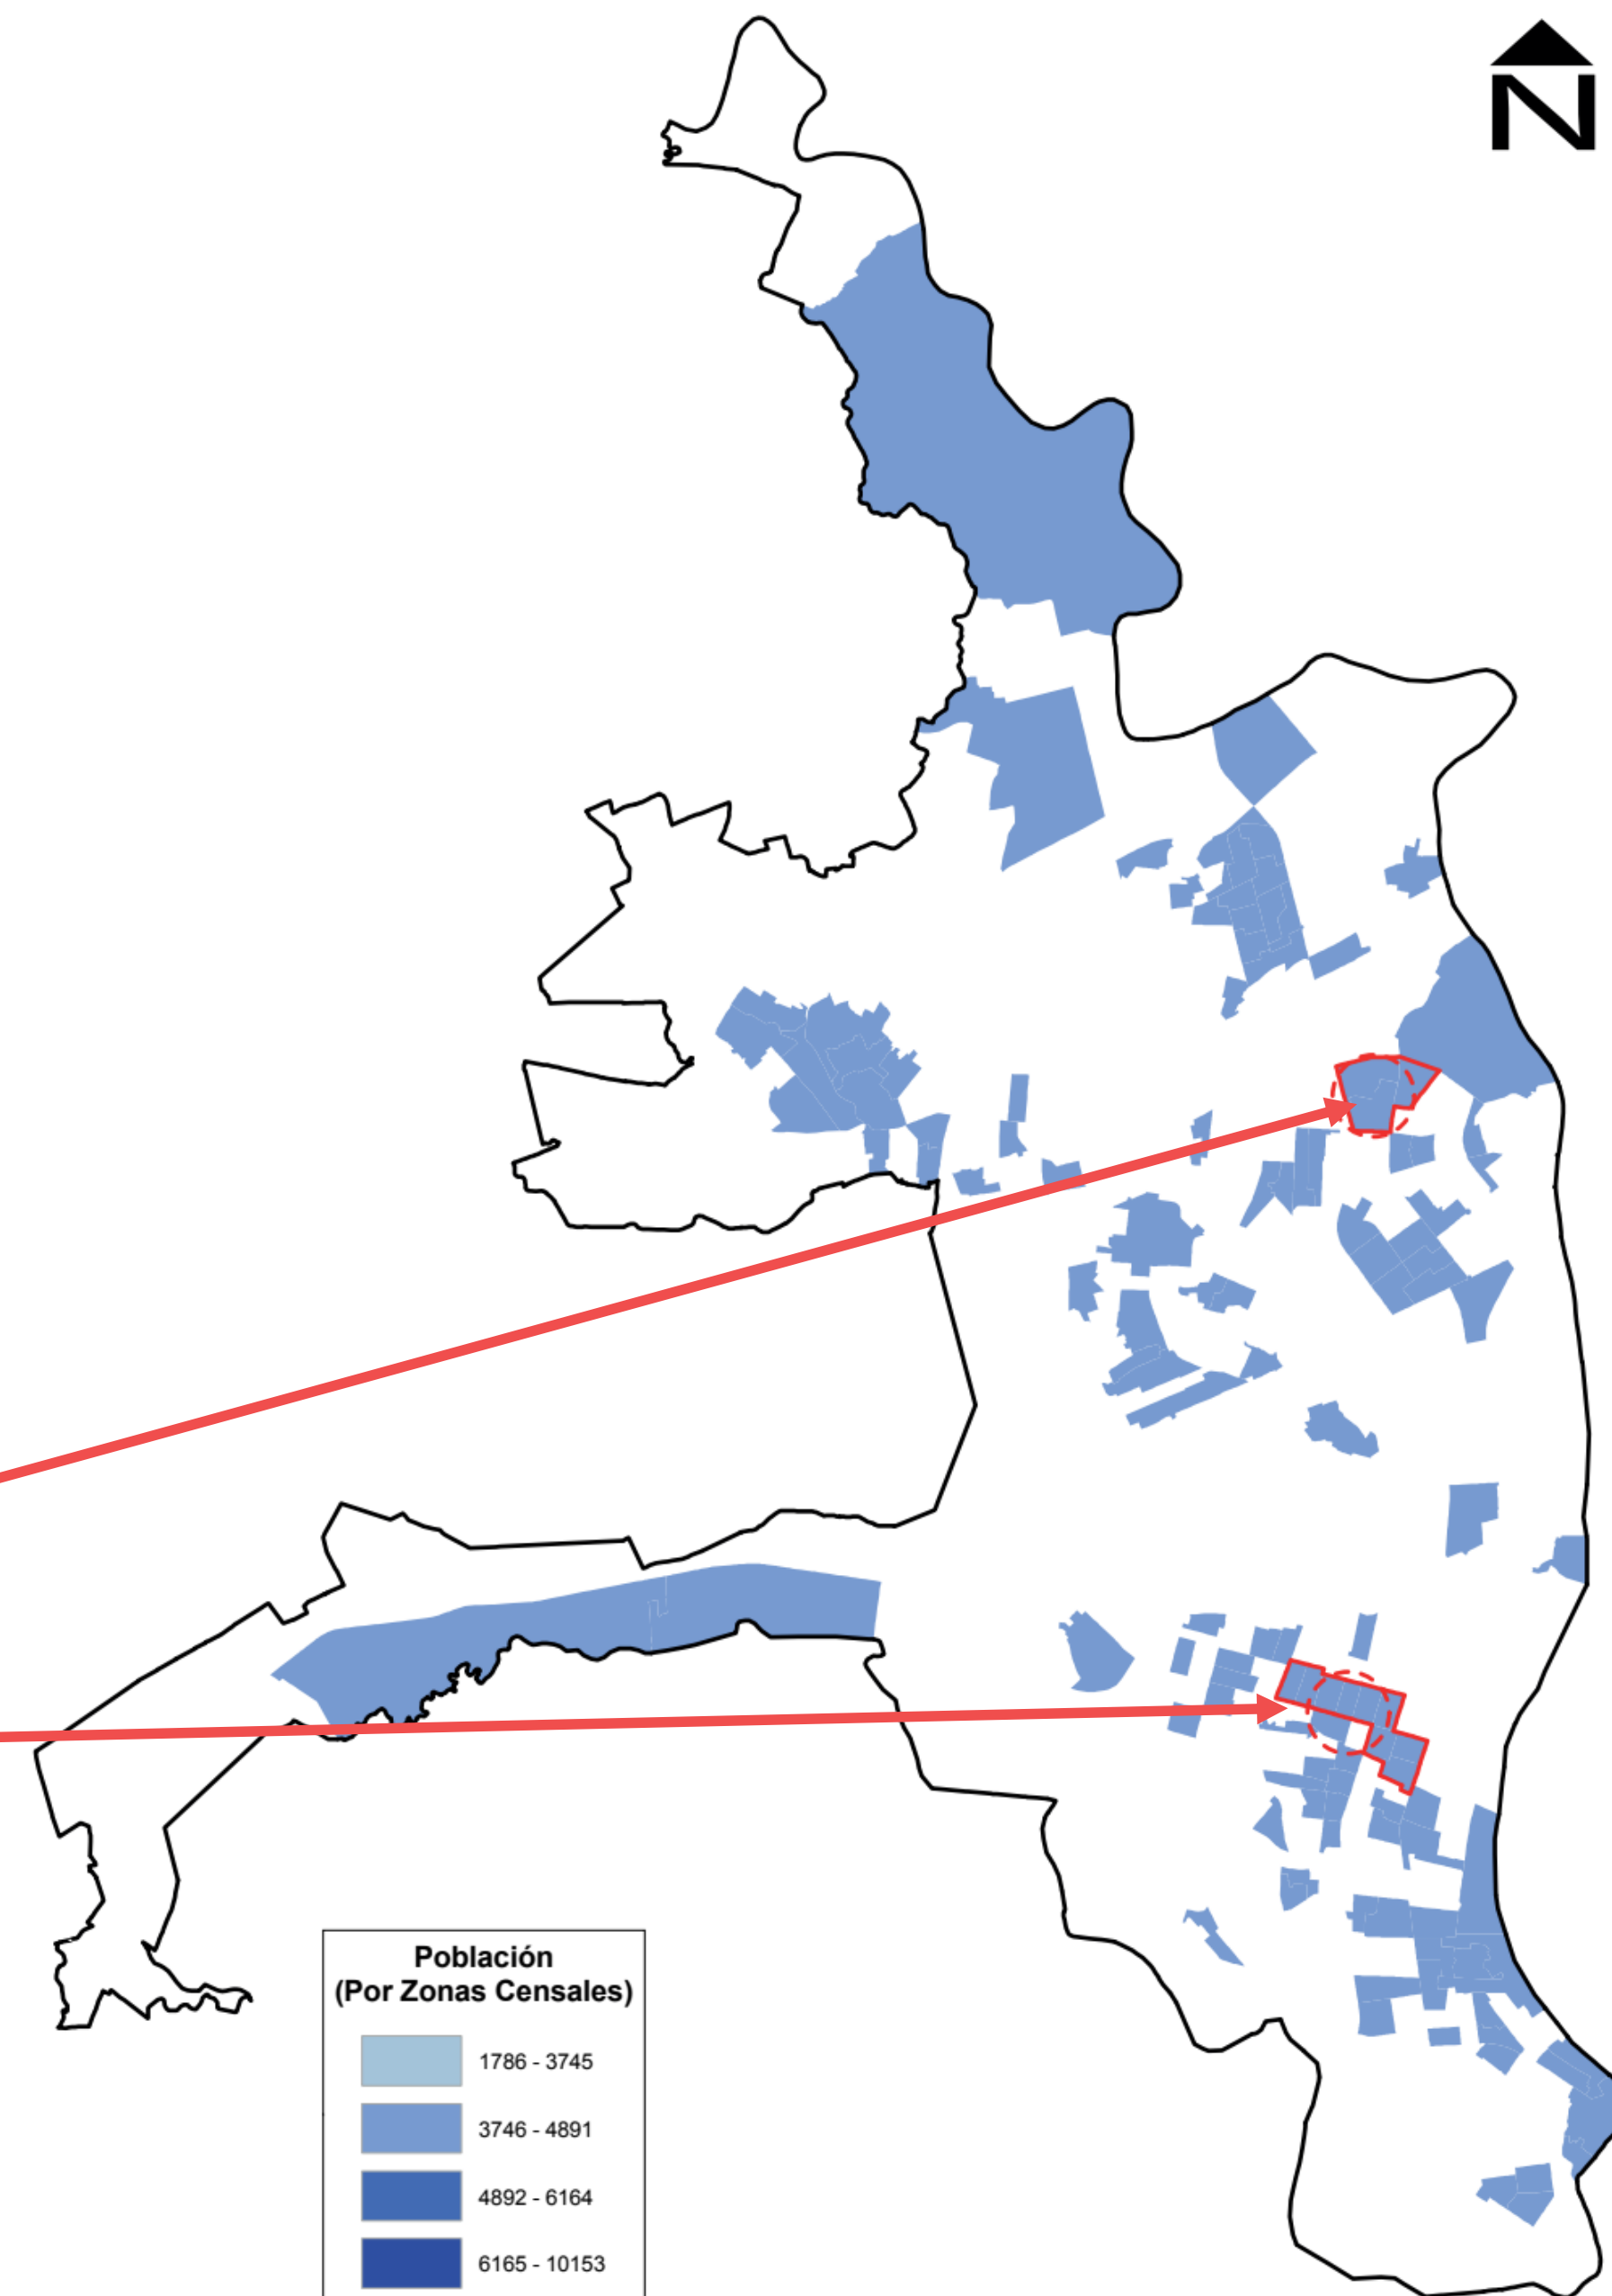 N
Población
(Por Zonas Censales)
1786 - 3745
3746 - 4891
4892 - 6164
6165 - 10153